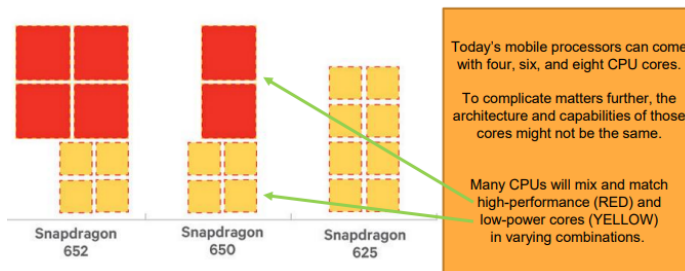 Today's mobile processors can come
with four, six, and eight CPU cores.
To complicate matters further, the
architecture and capabilities of those
cores might not be the same.
Many CPUs will mix and match
high-performance (RED) and
low-power cores (YELLOW)
in varying combinations.
Snapdragon
652
Snapdragon
650
Snapdragon
625